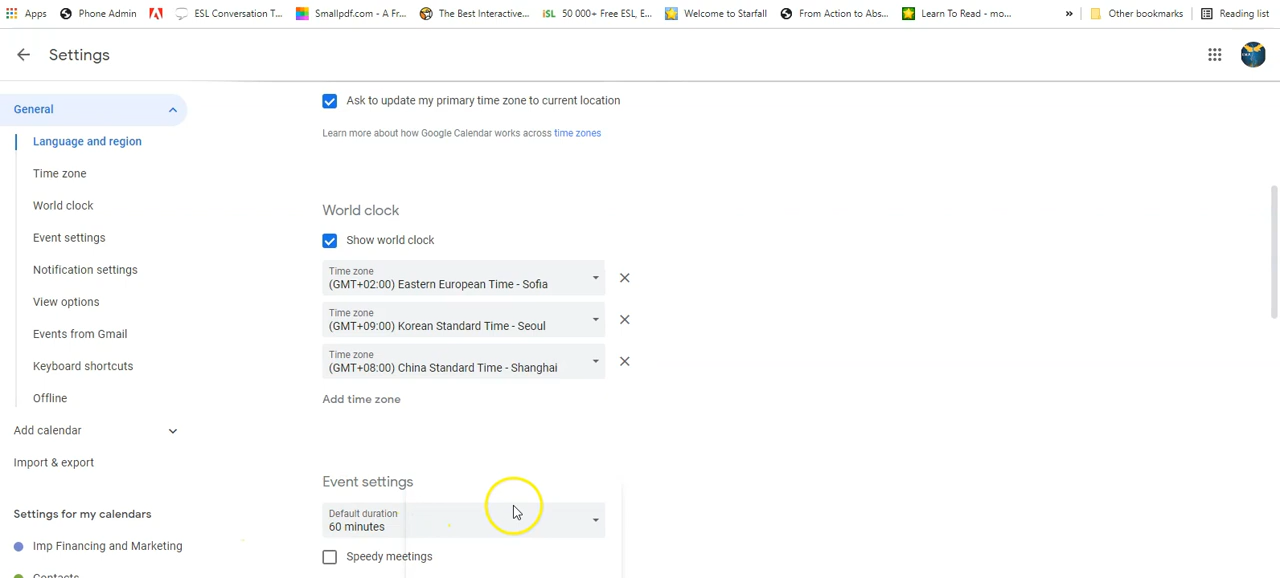 Apps Phone Admin ESL Conversation T... Smallpdf.com - A Fr... The Best Interactive... iSL 50 000+ Free ESL, E... Welcome to Starfall From Action to Abs... Learn To Read - mo... » Other bookmarks Reading list
Settings
General
Language and region
Time zone
World clock
Event settings
Notification settings
View options
Events from Gmail
Keyboard shortcuts
Offline
Add calendar
Import & export
Settings for my calendars
Imp Financing and Marketing
Contacts
Ask to update my primary time zone to current location
Learn more about how Google Calendar works across time zones
World clock
Show world clock
Time zone
(GMT+02:00) Eastern European Time - Sofia
Time zone
(GMT+09:00) Korean Standard Time - Seoul
Time zone
(GMT+08:00) China Standard Time - Shanghai
Add time zone
Event settings
Default duration
60 minutes
Speedy meetings